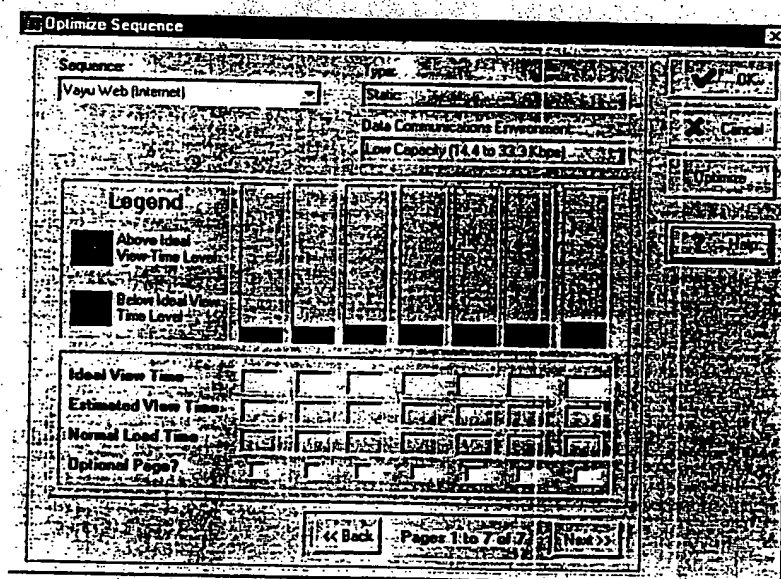 Optimize Sequence
Sequence:
Vayu Web (Internet)
Type:
Static
Data Communications Environment:
Low Capacity (14.4 to 33.3 Kbps)
OK
Cancel
Optimize
Help
Legend
Above Ideal
View Time Level
Below Ideal View
Time Level
Ideal View Time
Estimated View Time
Normal Load Time
Optional Page?
<< Back
Pages 1 to 7 of 7
Next >>